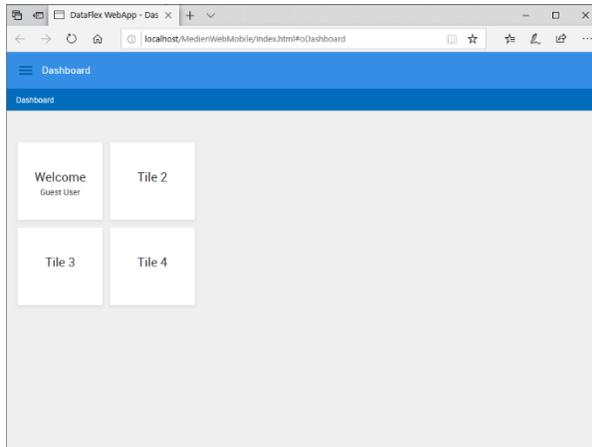 DataFlex WebApp - Das
localhost/MedienWebMobile/Index.html#oDashboard
Dashboard
Dashboard
Welcome
Guest User
Tile 2
Tile 3
Tile 4